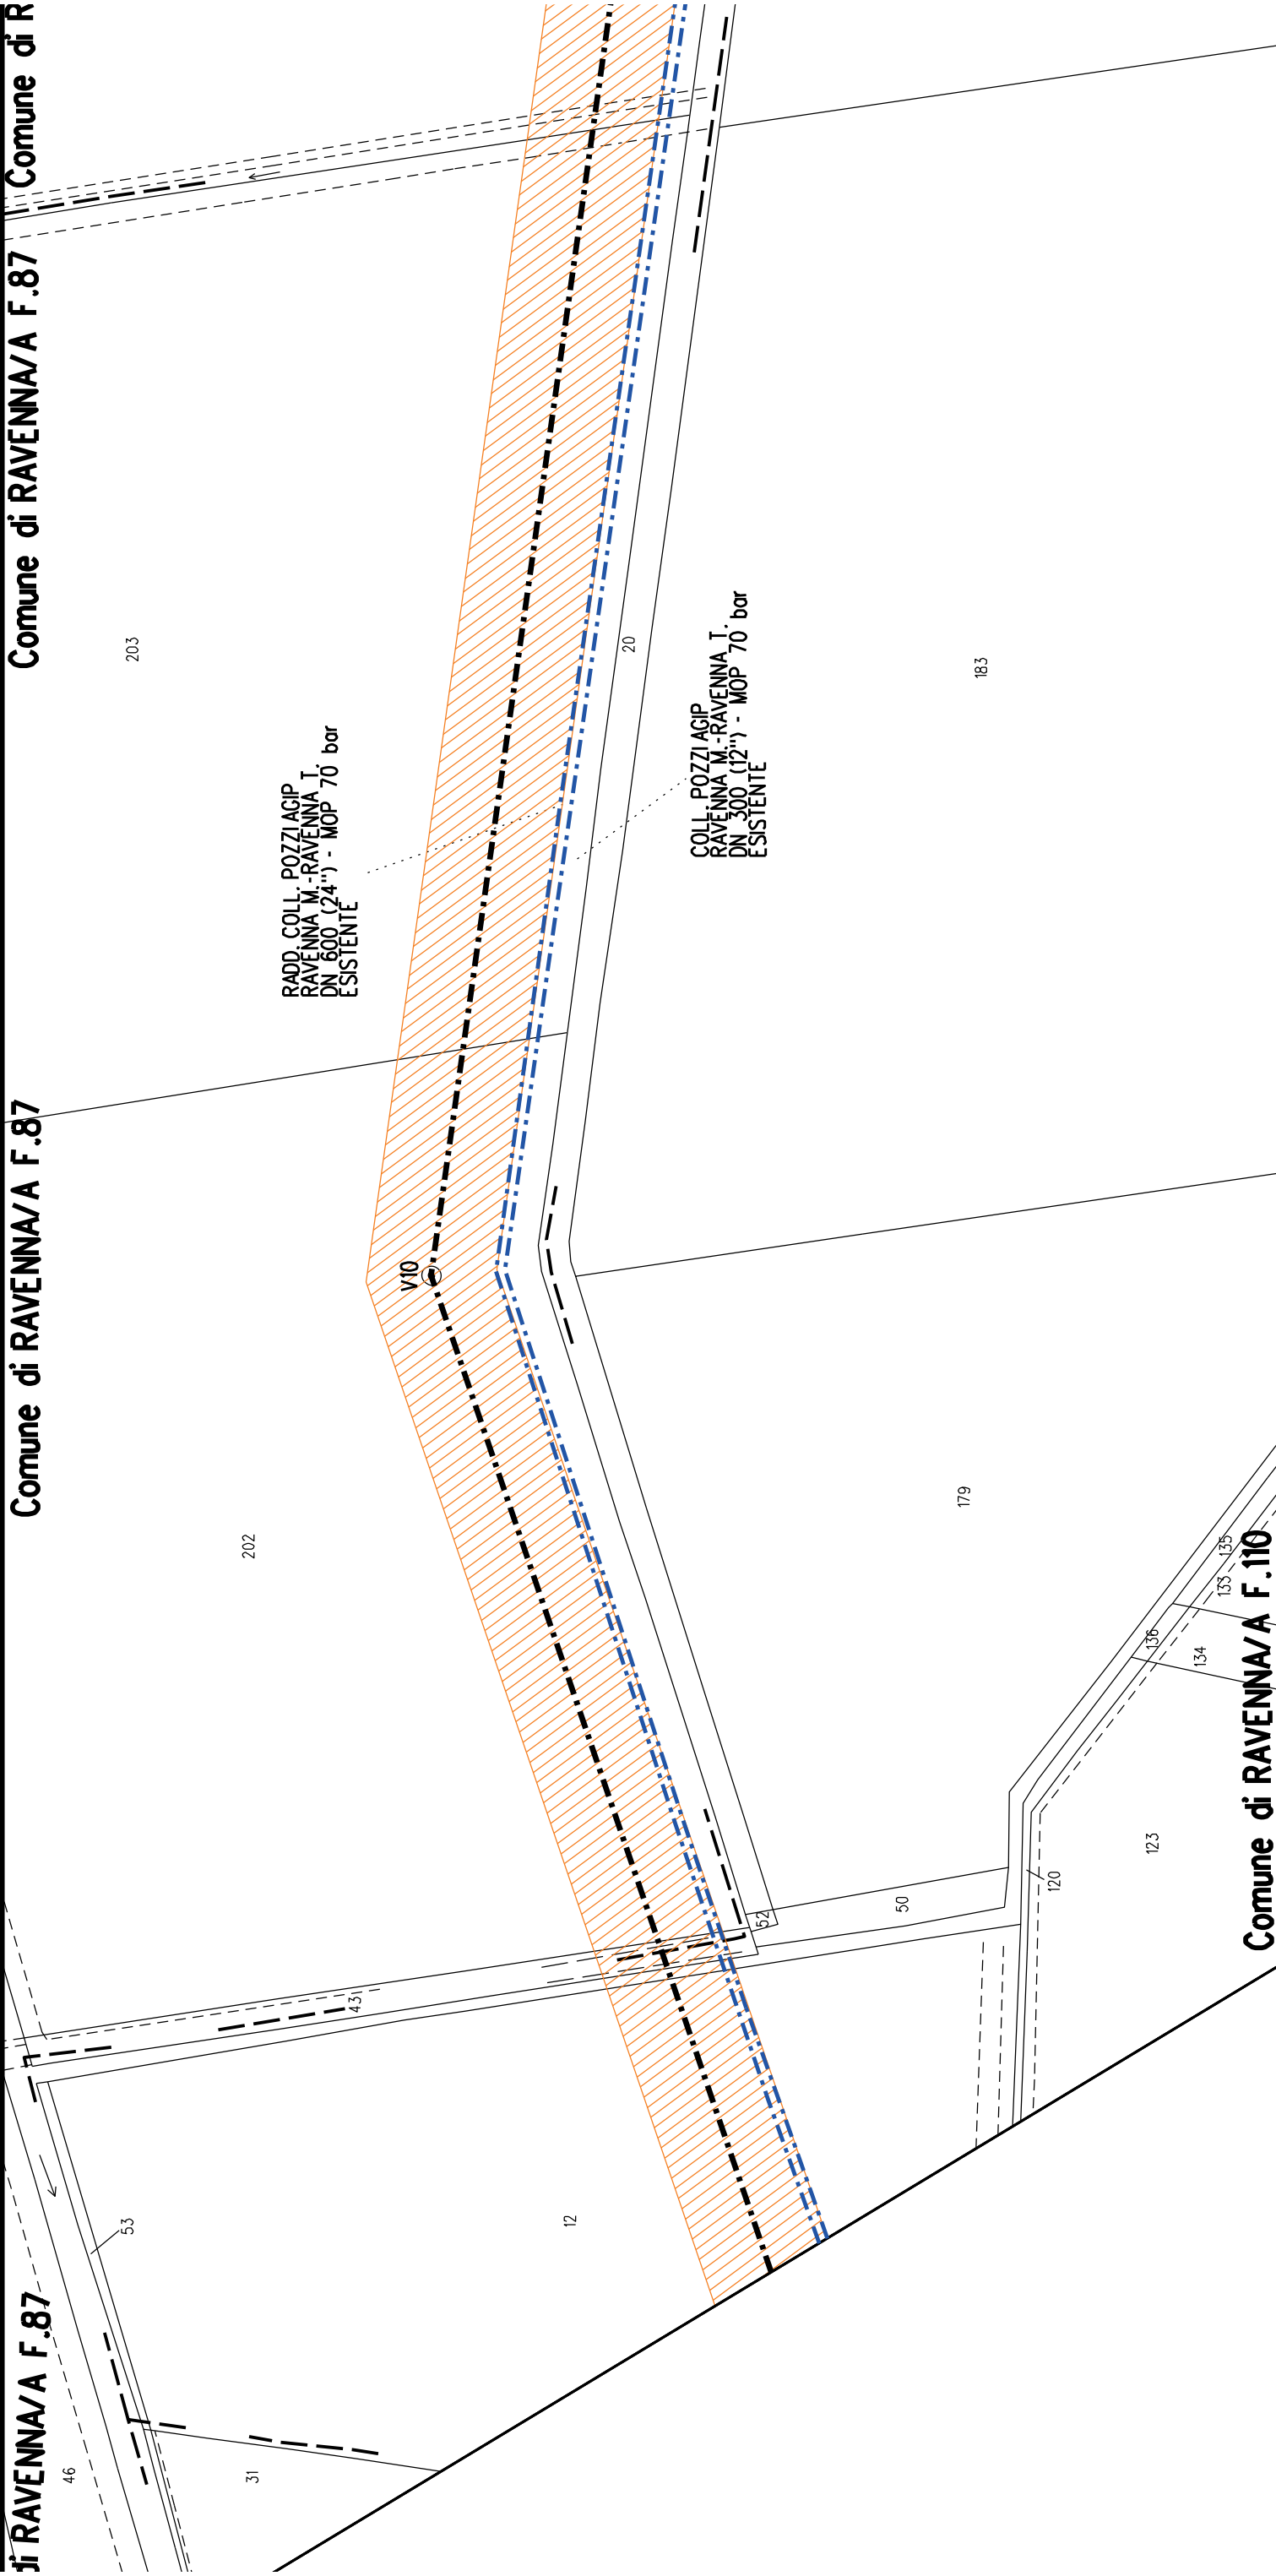 Comune di R
Comune di RAVENNA/A F.87
Comune di RAVENNA/A F.87
di RAVENNA/A F.87
203
RADD. COLL. POZZI AGIP
RAVENNA M.-RAVENNA T.
DN 600 (24") - MOP 70 bar
ESISTENTE
20
COLL. POZZI AGIP
RAVENNA M.-RAVENNA T.
DN 300 (12") - MOP 70 bar
ESISTENTE
183
V10
202
179
135
133
136
134
123
120
50
52
43
53
12
46
31
Comune di RAVENNA/A F.110